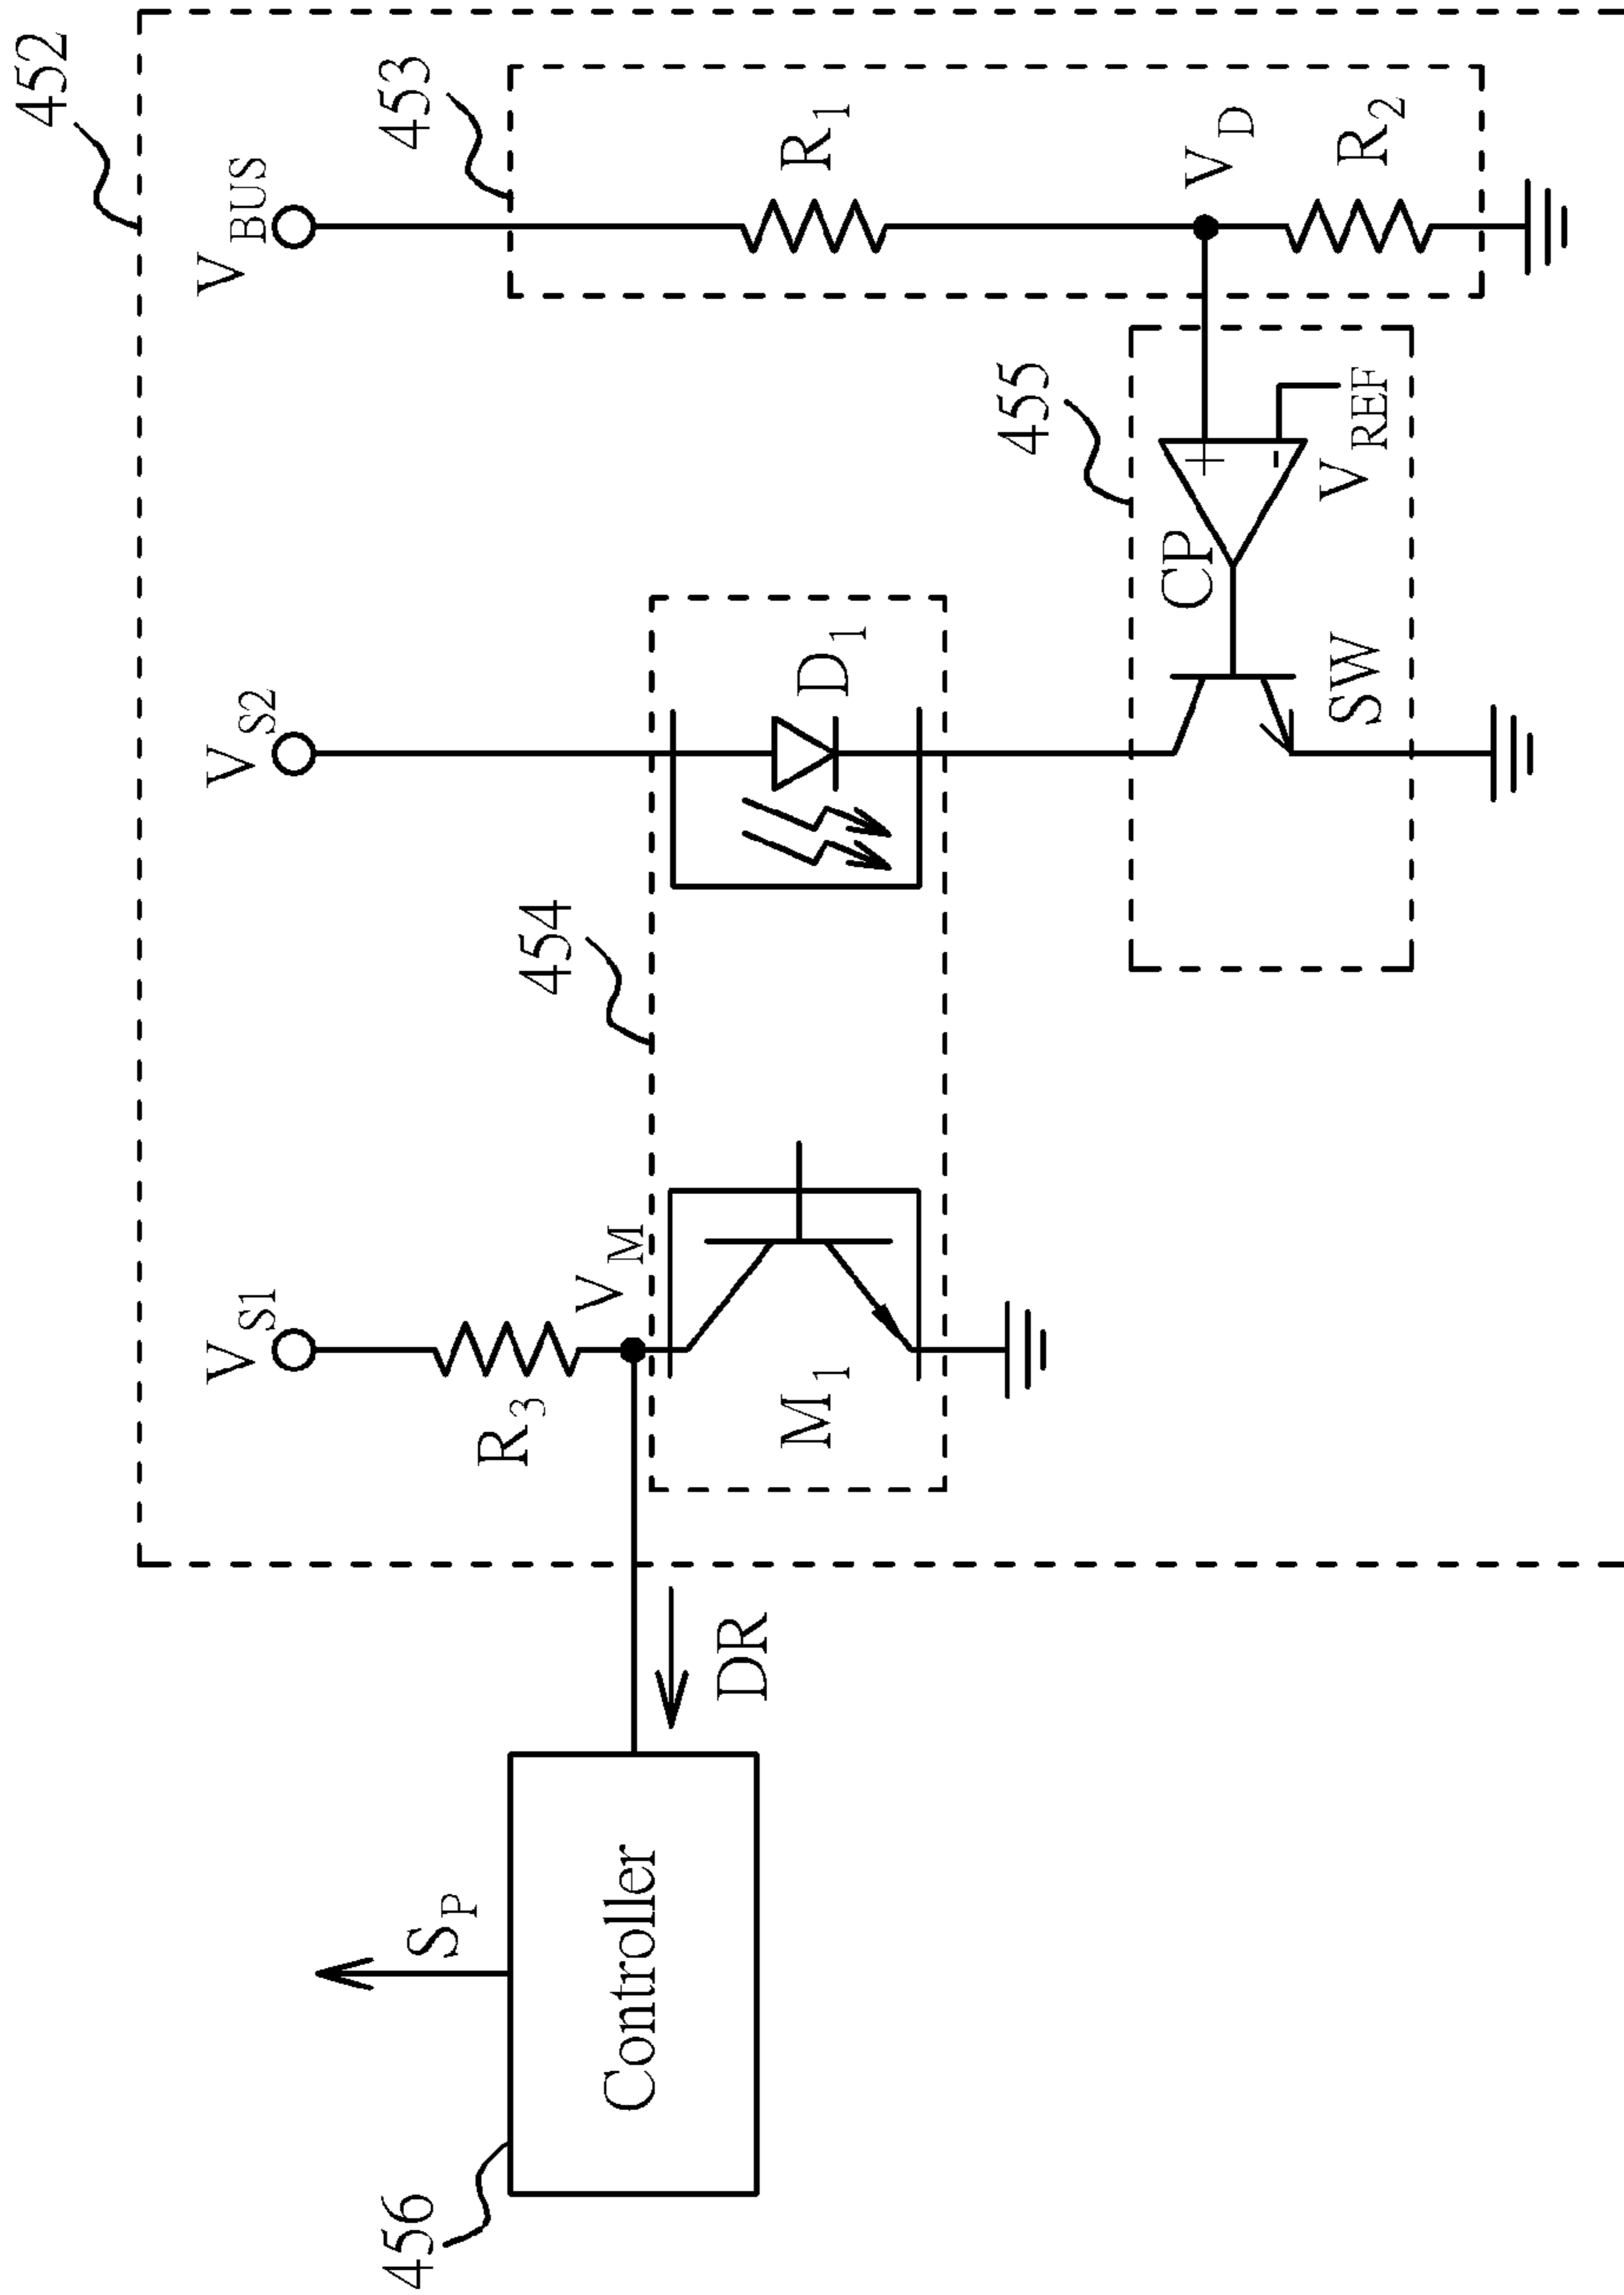 452
453
V_BUS
R_1
V_D
R_2
455
V_S2
CP
+
-
V_REF
SW
D_1
454
V_S1
R_3
V_M
M_1
DR
S_P
Controller
456